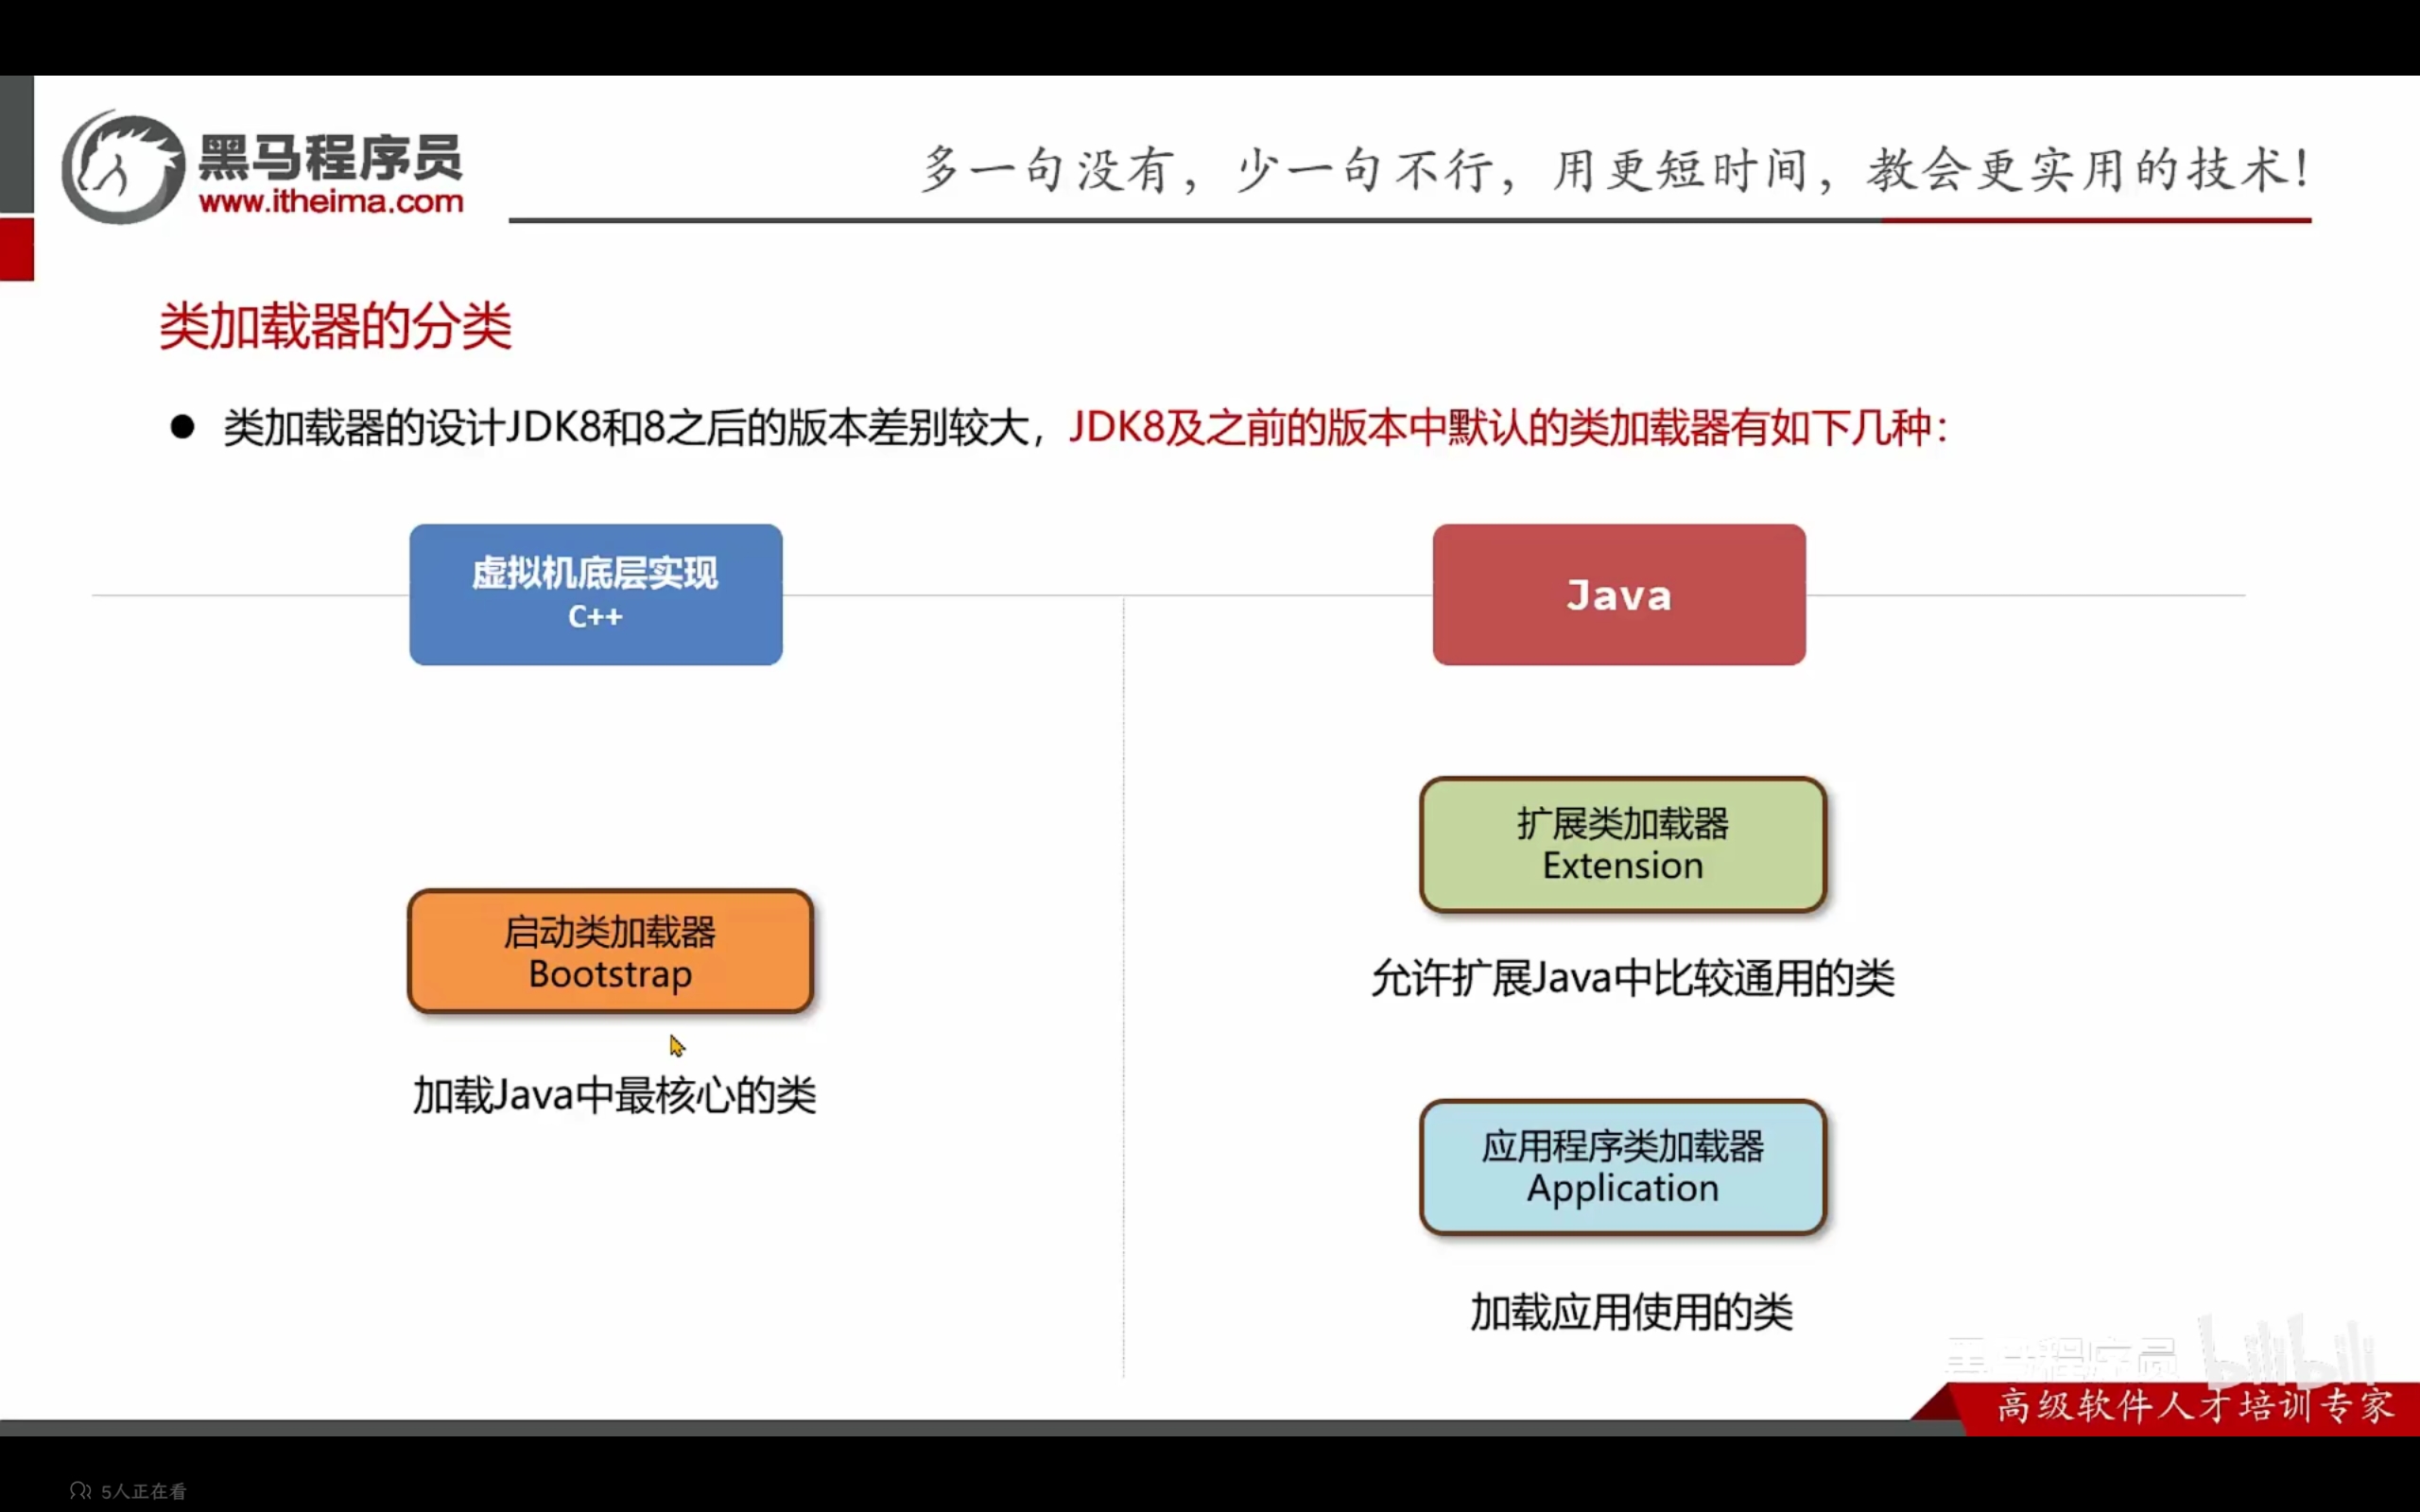 黑马程序员
www.itheima.com
多一句没有，少一句不行，用更短时间，教会更实用的技术！
类加载器的分类
● 类加载器的设计JDK8和8之后的版本差别较大，JDK8及之前的版本中默认的类加载器有如下几种：
虚拟机底层实现
C++
Java
启动类加载器
Bootstrap
加载Java中最核心的类
扩展类加载器
Extension
允许扩展Java中比较通用的类
应用程序类加载器
Application
加载应用使用的类
黑马程序员 bilibili
高级软件人才培训专家
5人正在看